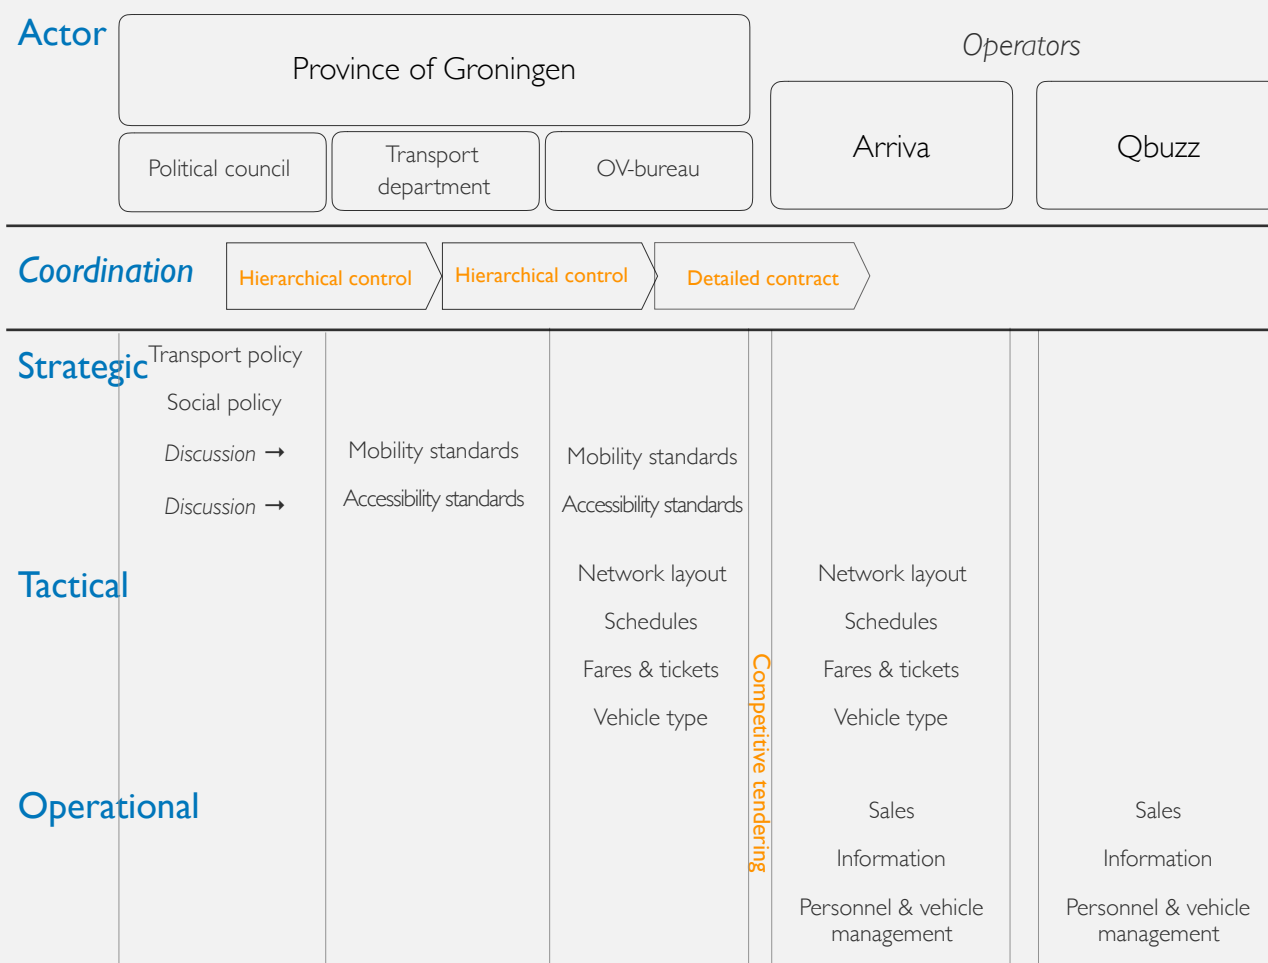 Actor
Province of Groningen
Operators
Political council
Transport
department
OV-bureau
Arriva
Qbuzz
Coordination
Hierarchical control
Hierarchical control
Detailed contract
Strategic
Transport policy
Social policy
Discussion →
Mobility standards
Mobility standards
Discussion →
Accessibility standards
Accessibility standards
Tactical
Network layout
Network layout
Schedules
Schedules
Fares & tickets
Fares & tickets
Vehicle type
Vehicle type
Competitive tendering
Operational
Sales
Sales
Information
Information
Personnel & vehicle
management
Personnel & vehicle
management